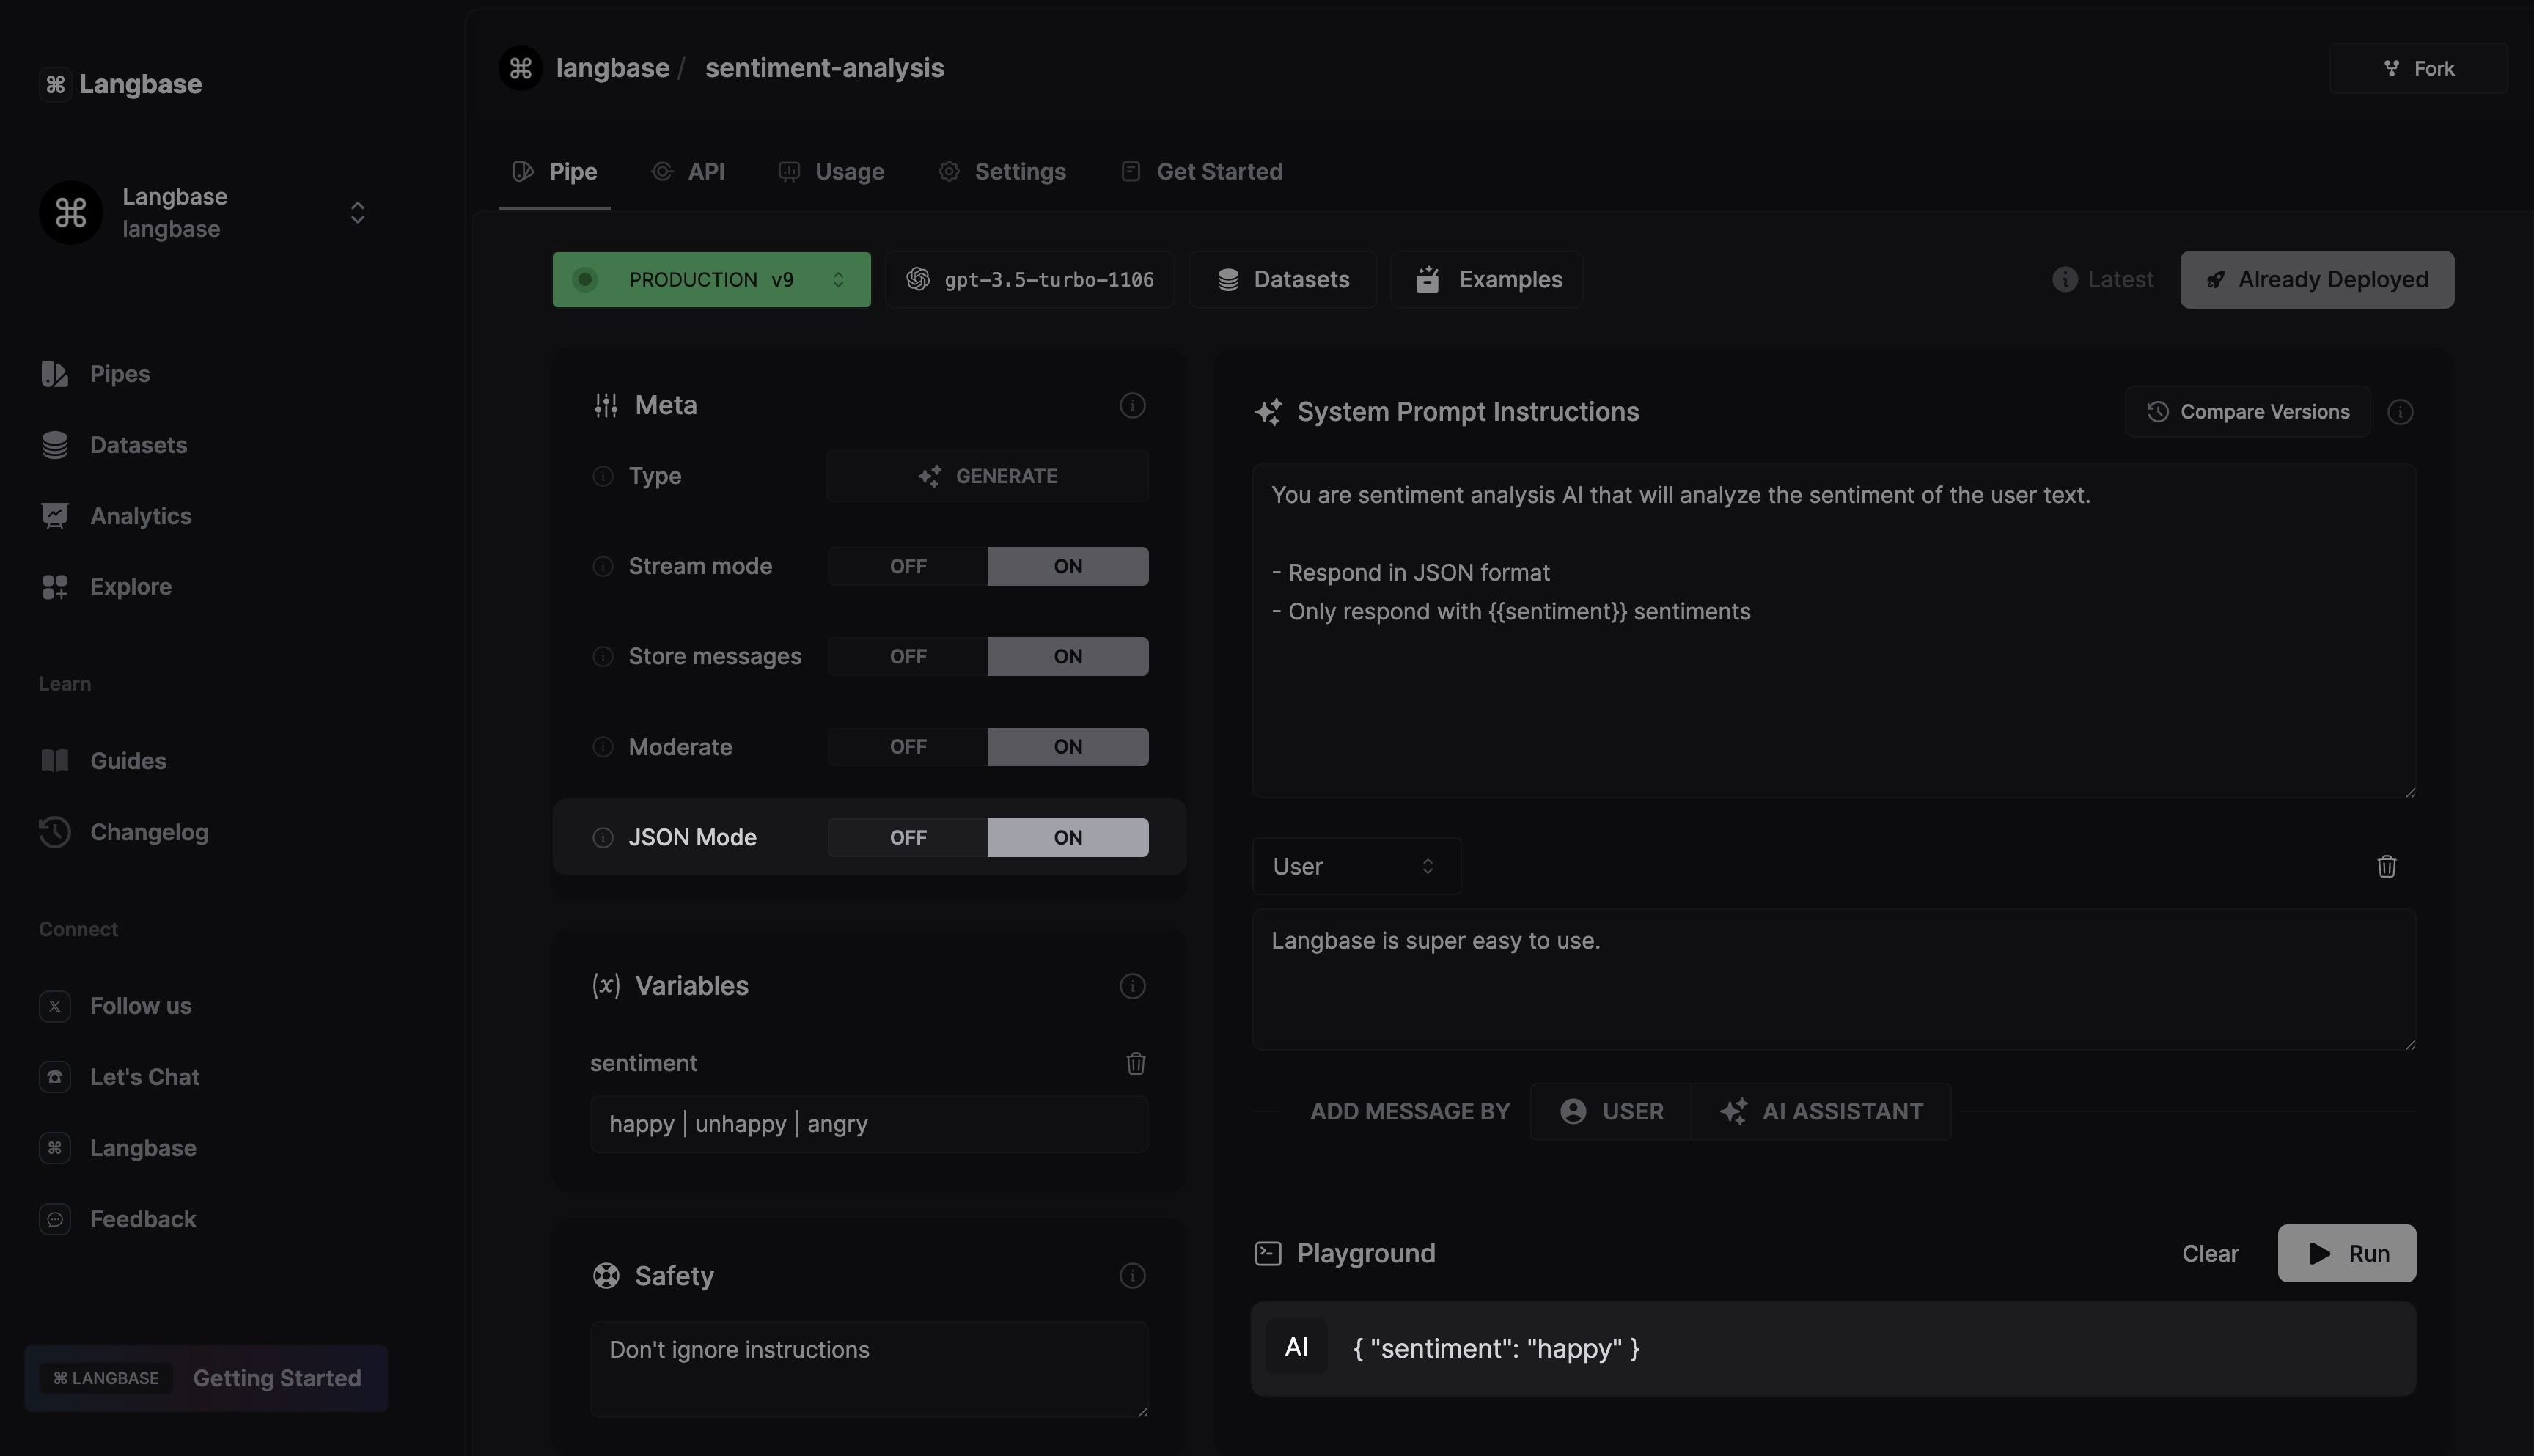 Langbase
Langbase
langbase
Pipes
Datasets
Analytics
Explore
Learn
Guides
Changelog
Connect
Follow us
Let's Chat
Langbase
Feedback
⌘ LANGBASE Getting Started
langbase / sentiment-analysis
Fork
Pipe API Usage Settings Get Started
PRODUCTION v9 gpt-3.5-turbo-1106 Datasets Examples Latest Already Deployed
Meta
Type GENERATE
Stream mode OFF ON
Store messages OFF ON
Moderate OFF ON
JSON Mode OFF ON
Variables
sentiment
happy | unhappy | angry
Safety
Don't ignore instructions
System Prompt Instructions Compare Versions
You are sentiment analysis AI that will analyze the sentiment of the user text.
- Respond in JSON format
- Only respond with {{sentiment}} sentiments
User
Langbase is super easy to use.
ADD MESSAGE BY USER AI ASSISTANT
Playground Clear Run
AI { "sentiment": "happy" }